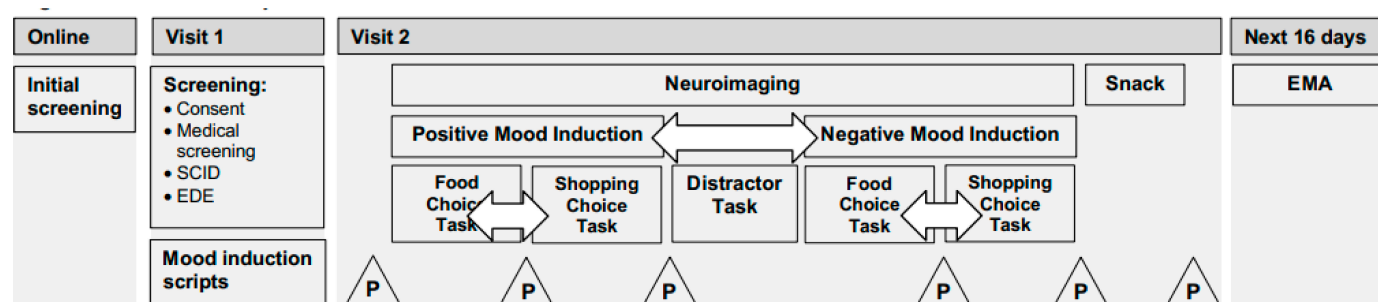 Online
Visit 1
Visit 2
Next 16 days
Initial
screening
Screening:
• Consent
• Medical
screening
• SCID
• EDE
Mood induction
scripts
Neuroimaging
Snack
EMA
Positive Mood Induction
Negative Mood Induction
Food
Choice
Task
Shopping
Choice
Task
Distractor
Task
Food
Choice
Task
Shopping
Choice
Task
P
P
P
P
P
P